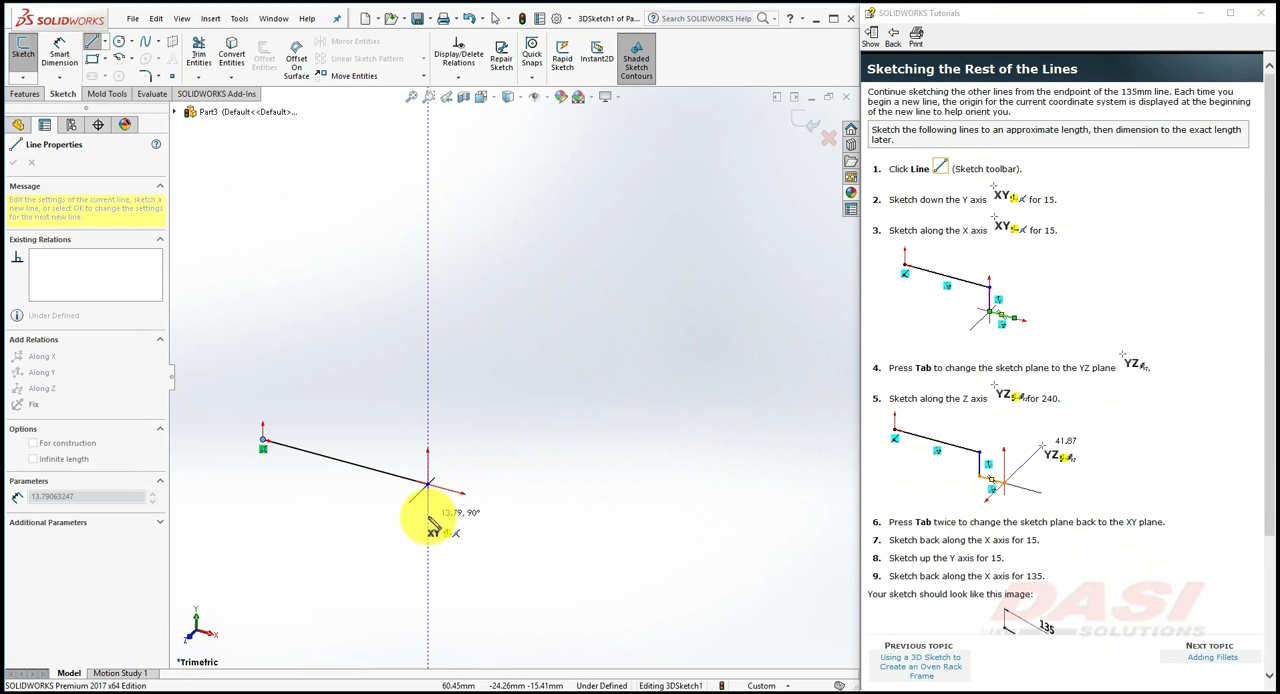 SOLIDWORKS File Edit View Insert Tools Window Help 3DSketch1 of Pa... Search SOLIDWORKS Help
Sketch
Smart Dimension
Trim Entities
Convert Entities
Offset Entities
Offset On Surface
Mirror Entities
Linear Sketch Pattern
Move Entities
Display/Delete Relations
Repair Sketch
Quick Snaps
Rapid Sketch
Instant2D
Shaded Sketch Contours
Features Sketch Mold Tools Evaluate SOLIDWORKS Add-Ins
Part3 (Default<<Default>...
Line Properties
Message
Edit the settings of the current line, sketch a
new line, or select OK to change the settings
for the next new line.
Existing Relations
Under Defined
Add Relations
Along X
Along Y
Along Z
Fix
Options
For construction
Infinite length
Parameters
13.79063247
Additional Parameters
13.79, 90°
XY
Y
X
Z
*Trimetric
Model Motion Study 1
SOLIDWORKS Premium 2017 x64 Edition 60.45mm -24.26mm -15.41mm Under Defined Editing 3DSketch1 Custom
SOLIDWORKS Tutorials
Show Back Print
Sketching the Rest of the Lines
Continue sketching the other lines from the endpoint of the 135mm line. Each time you
begin a new line, the origin for the current coordinate system is displayed at the beginning
of the new line to help orient you.
Sketch the following lines to an approximate length, then dimension to the exact length
later.
1. Click Line (Sketch toolbar).
2. Sketch down the Y axis XY for 15.
3. Sketch along the X axis XY for 15.
4. Press Tab to change the sketch plane to the YZ plane YZ.
5. Sketch along the Z axis YZ for 240.
41.87
YZ
6. Press Tab twice to change the sketch plane back to the XY plane.
7. Sketch back along the X axis for 15.
8. Sketch up the Y axis for 15.
9. Sketch back along the X axis for 135.
Your sketch should look like this image:
135
DASI
SOLUTIONS
PREVIOUS TOPIC
Using a 3D Sketch to
Create an Oven Rack
Frame
NEXT TOPIC
Adding Fillets